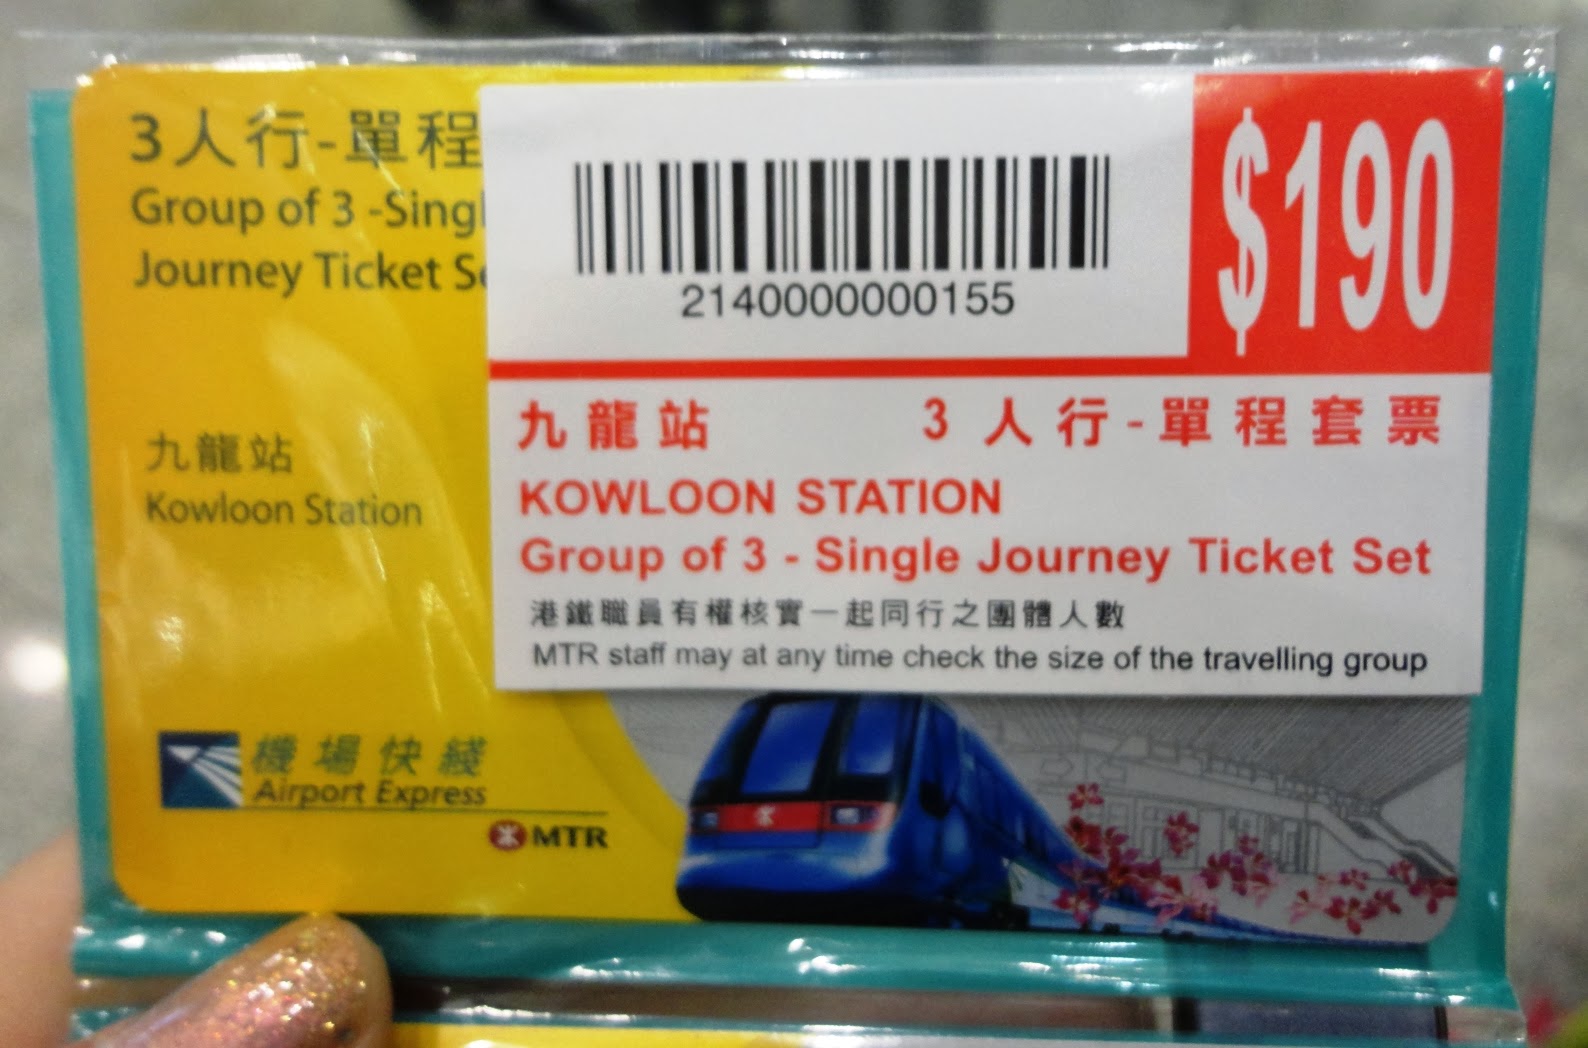 3人行-單程
Group of 3 -Singl
Journey Ticket Se
九龍站
Kowloon Station
機場快綫
Airport Express
MTR
2140000000155
$190
九龍站 3人行-單程套票
KOWLOON STATION
Group of 3 - Single Journey Ticket Set
港鐵職員有權核實一起同行之團體人數
MTR staff may at any time check the size of the travelling group